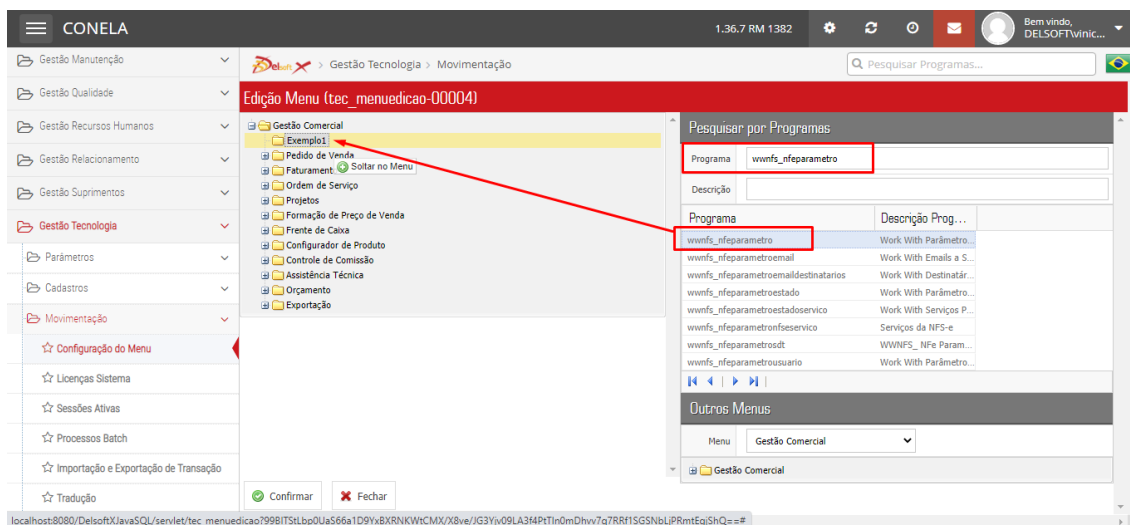 CONELA
1.36.7 RM 1382
Bem vindo,
DELSOFT\vinic...
Gestão Manutenção
Gestão Qualidade
Gestão Recursos Humanos
Gestão Relacionamento
Gestão Suprimentos
Gestão Tecnologia
Parâmetros
Cadastros
Movimentação
Configuração do Menu
Licenças Sistema
Sessões Ativas
Processos Batch
Importação e Exportação de Transação
Tradução
Delsoft X > Gestão Tecnologia > Movimentação
Pesquisar Programas...
Edição Menu (tec_menuedicao-00004)
Gestão Comercial
Exemplo1
Pedido de Venda
Faturament
Soltar no Menu
Ordem de Serviço
Projetos
Formação de Preço de Venda
Frente de Caixa
Configurador de Produto
Controle de Comissão
Assistência Técnica
Orçamento
Exportação
Confirmar
Fechar
Pesquisar por Programas
Programa wwnfs_nfeparametro
Descrição
Programa Descrição Prog...
wwnfs_nfeparametro Work With Parâmetro...
wwnfs_nfeparametroemail Work With Emails a S...
wwnfs_nfeparametroemaildestinatarios Work With Destinatár...
wwnfs_nfeparametroestado Work With Parâmetro...
wwnfs_nfeparametroestadoservico Work With Serviços P...
wwnfs_nfeparametronfseservico Serviços da NFS-e
wwnfs_nfeparametrosdt WWNFS_ NFe Param...
wwnfs_nfeparametrousuario Work With Parâmetro...
Outros Menus
Menu Gestão Comercial
Gestão Comercial